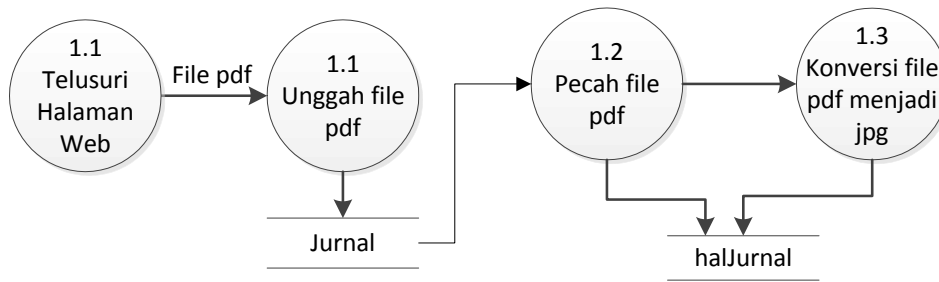 1.1
Telusuri
Halaman
Web
File pdf
1.1
Unggah file
pdf
Jurnal
1.2
Pecah file
pdf
1.3
Konversi file
pdf menjadi
jpg
halJurnal